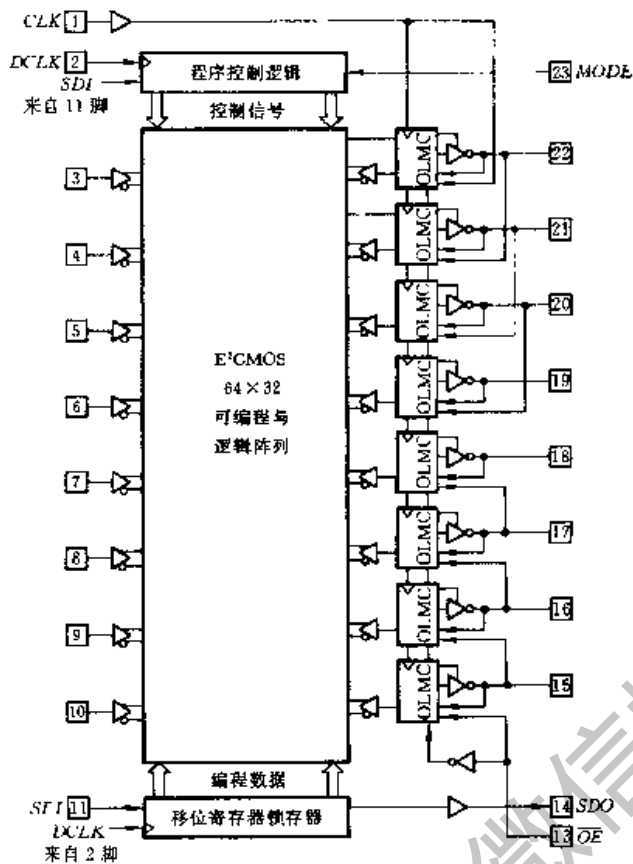 CLK 1
DCLK 2
SDI
来自 11 脚
程序控制逻辑
23 MODE
控制信号
3
4
5
6
7
8
9
10
E²CMOS
64×32
可编程与
逻辑阵列
OLMC
OLMC
OLMC
OLMC
OLMC
OLMC
OLMC
OLMC
22
21
20
19
18
17
16
15
编程数据
SDI 11
DCLK
来自 2 脚
移位寄存器锁存器
14 SDO
13 OE
微信